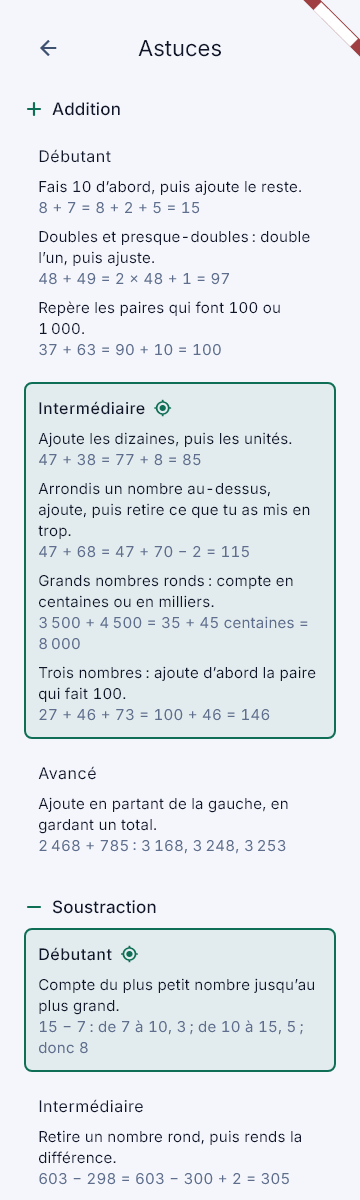 Astuces
Addition
Débutant
Fais 10 d’abord, puis ajoute le reste.
8 + 7 = 8 + 2 + 5 = 15
Doubles et presque-doubles : double
l’un, puis ajuste.
48 + 49 = 2 × 48 + 1 = 97
Repère les paires qui font 100 ou
1 000.
37 + 63 = 90 + 10 = 100
Intermédiaire
Ajoute les dizaines, puis les unités.
47 + 38 = 77 + 8 = 85
Arrondis un nombre au-dessus,
ajoute, puis retire ce que tu as mis en
trop.
47 + 68 = 47 + 70 − 2 = 115
Grands nombres ronds : compte en
centaines ou en milliers.
3 500 + 4 500 = 35 + 45 centaines =
8 000
Trois nombres : ajoute d’abord la paire
qui fait 100.
27 + 46 + 73 = 100 + 46 = 146
Avancé
Ajoute en partant de la gauche, en
gardant un total.
2 468 + 785 : 3 168, 3 248, 3 253
Soustraction
Débutant
Compte du plus petit nombre jusqu’au
plus grand.
15 − 7 : de 7 à 10, 3 ; de 10 à 15, 5 ;
donc 8
Intermédiaire
Retire un nombre rond, puis rends la
différence.
603 − 298 = 603 − 300 + 2 = 305